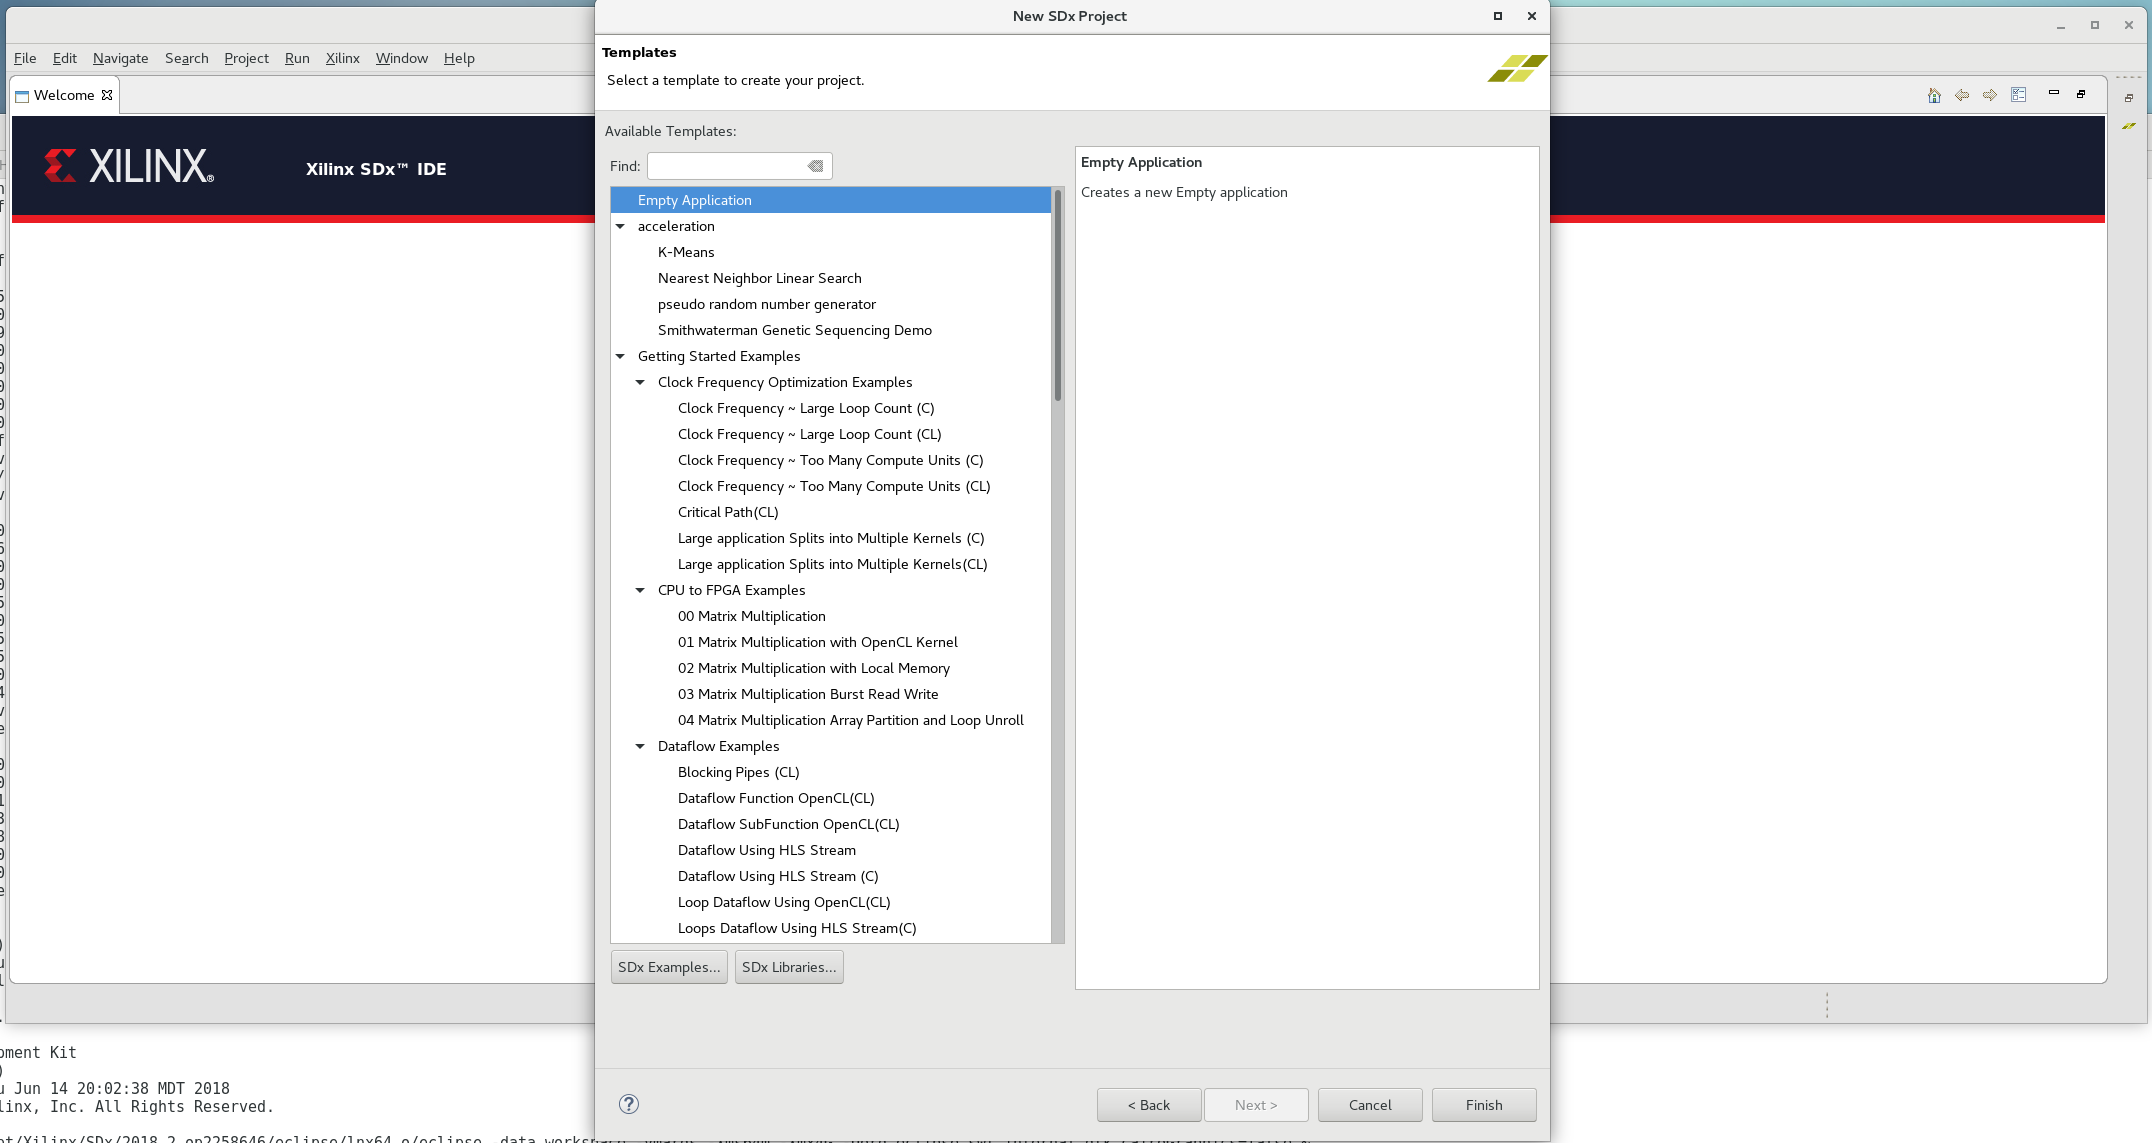 New SDx Project
File Edit Navigate Search Project Run Xilinx Window Help
Templates
Select a template to create your project.
Welcome
XILINX®
Xilinx SDx™ IDE
Available Templates:
Find:
Empty Application
acceleration
K-Means
Nearest Neighbor Linear Search
pseudo random number generator
Smithwaterman Genetic Sequencing Demo
Getting Started Examples
Clock Frequency Optimization Examples
Clock Frequency ~ Large Loop Count (C)
Clock Frequency ~ Large Loop Count (CL)
Clock Frequency ~ Too Many Compute Units (C)
Clock Frequency ~ Too Many Compute Units (CL)
Critical Path(CL)
Large application Splits into Multiple Kernels (C)
Large application Splits into Multiple Kernels(CL)
CPU to FPGA Examples
00 Matrix Multiplication
01 Matrix Multiplication with OpenCL Kernel
02 Matrix Multiplication with Local Memory
03 Matrix Multiplication Burst Read Write
04 Matrix Multiplication Array Partition and Loop Unroll
Dataflow Examples
Blocking Pipes (CL)
Dataflow Function OpenCL(CL)
Dataflow SubFunction OpenCL(CL)
Dataflow Using HLS Stream
Dataflow Using HLS Stream (C)
Loop Dataflow Using OpenCL(CL)
Loops Dataflow Using HLS Stream(C)
Empty Application
Creates a new Empty application
SDx Examples... SDx Libraries...
< Back Next > Cancel Finish
pment Kit
u Jun 14 20:02:38 MDT 2018
linx, Inc. All Rights Reserved.